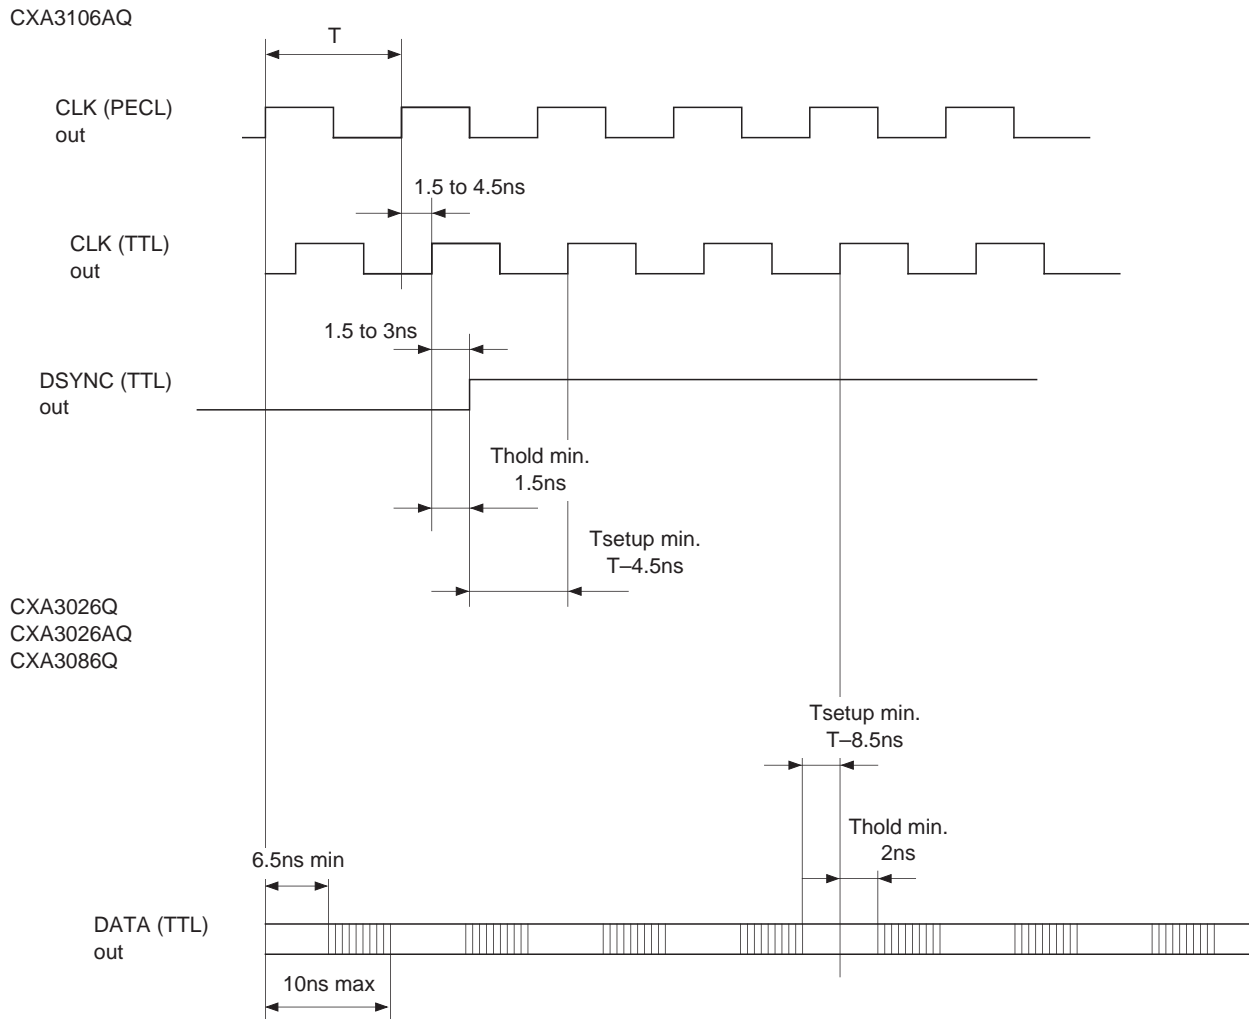 CXA3106AQ
T
CLK (PECL)
out
1.5 to 4.5ns
CLK (TTL)
out
1.5 to 3ns
DSYNC (TTL)
out
Thold min.
1.5ns
Tsetup min.
T–4.5ns
CXA3026Q
CXA3026AQ
CXA3086Q
Tsetup min.
T–8.5ns
Thold min.
2ns
6.5ns min
DATA (TTL)
out
10ns max